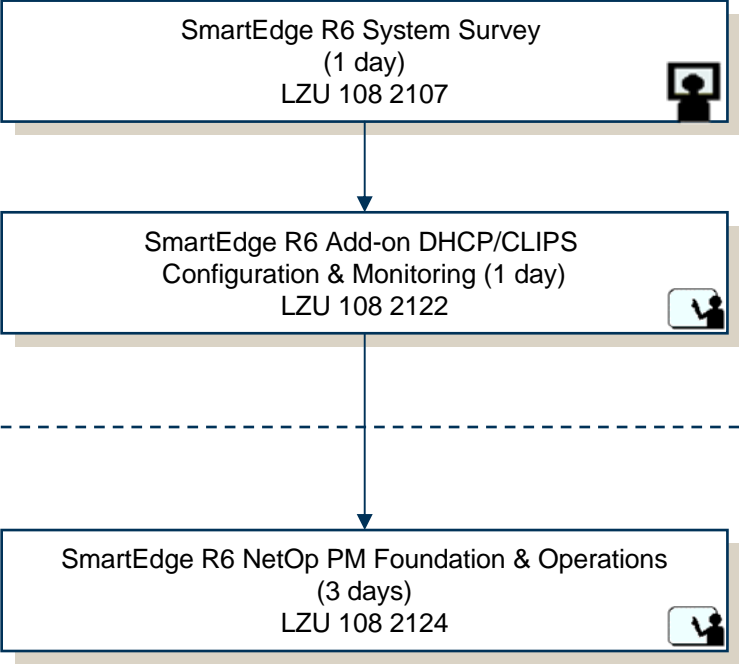 SmartEdge R6 System Survey
(1 day)
LZU 108 2107
SmartEdge R6 Add-on DHCP/CLIPS
Configuration & Monitoring (1 day)
LZU 108 2122
SmartEdge R6 NetOp PM Foundation & Operations
(3 days)
LZU 108 2124